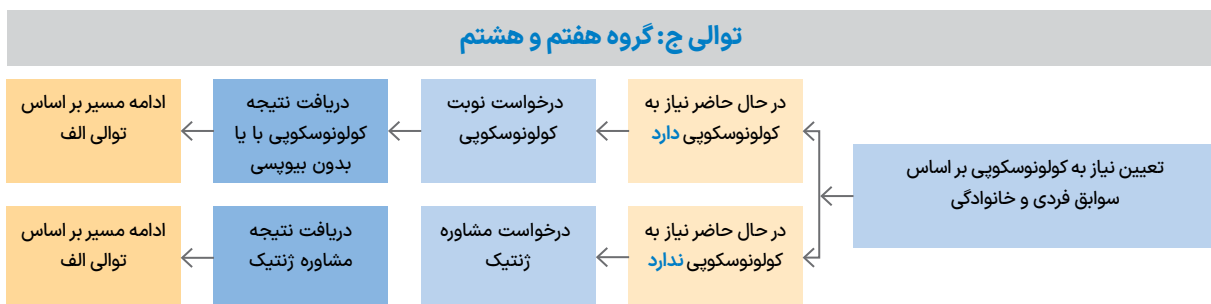 توالی ج: گروه هفتم و هشتم
تعیین نیاز به کولونوسکوپی بر اساس
سوابق فردی و خانوادگی
در حال حاضر نیاز به
کولونوسکوپی دارد
درخواست نوبت
کولونوسکوپی
دریافت نتیجه
کولونوسکوپی با یا
بدون بیوپسی
ادامه مسیر بر اساس
توالی الف
در حال حاضر نیاز به
کولونوسکوپی ندارد
درخواست مشاوره
ژنتیک
دریافت نتیجه
مشاوره ژنتیک
ادامه مسیر بر اساس
توالی الف